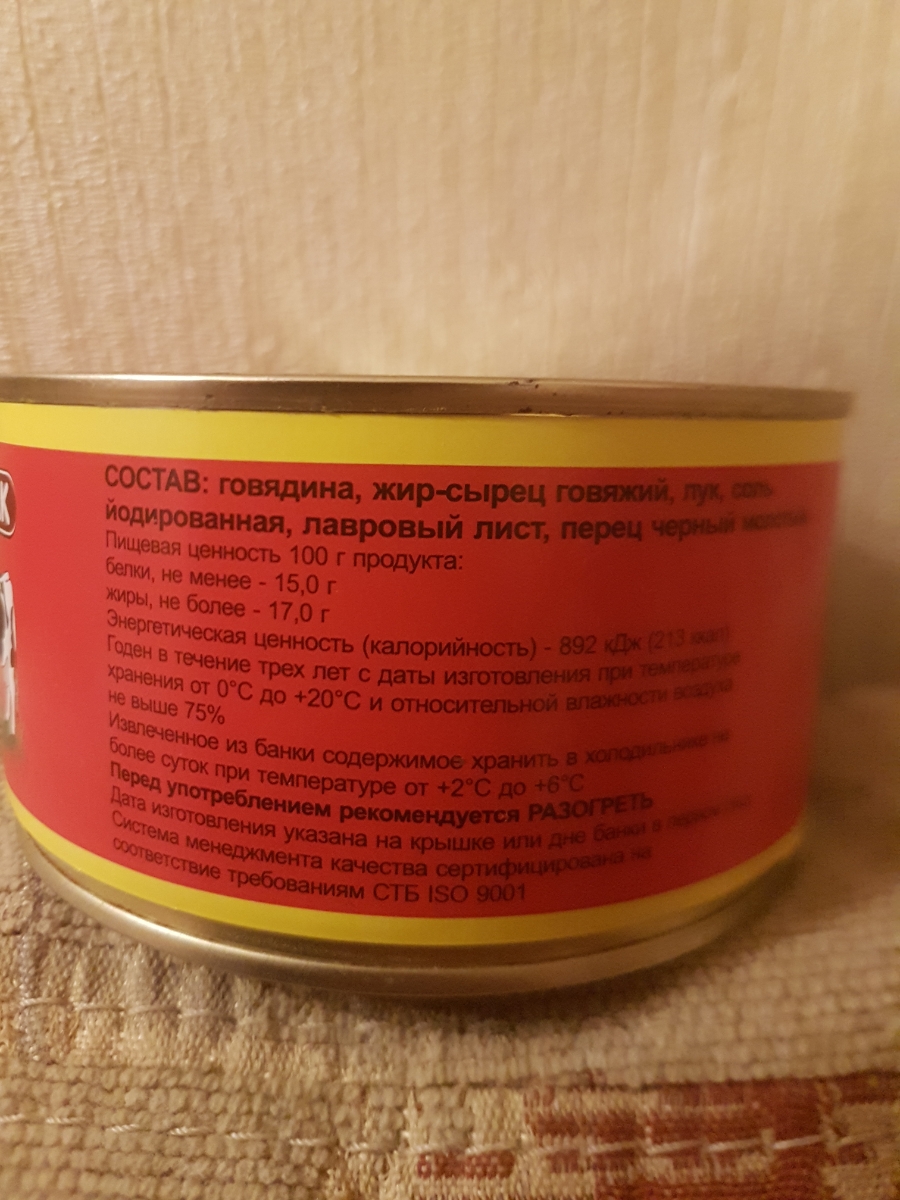 К
СОСТАВ: говядина, жир-сырец говяжий, лук, соль
йодированная, лавровый лист, перец черный молотый
Пищевая ценность 100 г продукта:
белки, не менее - 15,0 г
жиры, не более - 17,0 г
Энергетическая ценность (калорийность) - 892 кДж (213 ккал)
Годен в течение трех лет с даты изготовления при температуре
хранения от 0°С до +20°С и относительной влажности воздуха
не выше 75%
Извлеченное из банки содержимое хранить в холодильнике не
более суток при температуре от +2°С до +6°С
Перед употреблением рекомендуется РАЗОГРЕТЬ
Дата изготовления указана на крышке или дне банки в
Система менеджмента качества сертифицирована на
соответствие требованиям СТБ ISO 9001